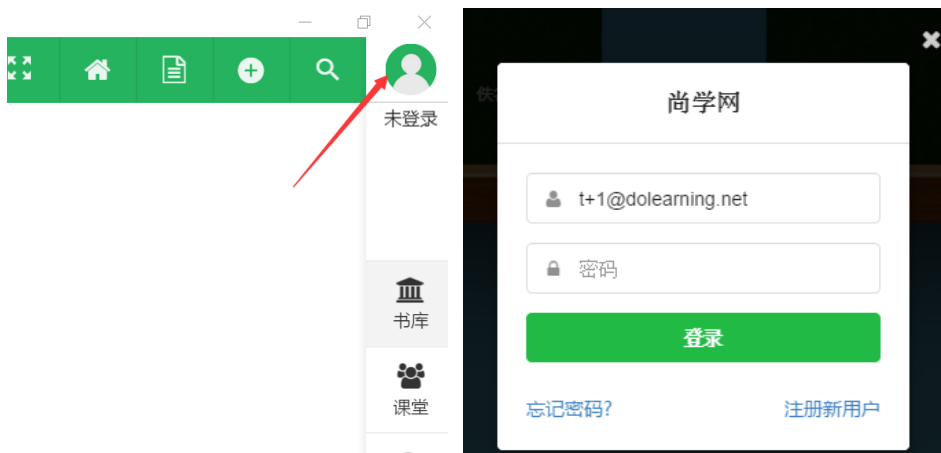 未登录
书库
课堂
尚学网
t+1@dolearning.net
密码
登录
忘记密码?
注册新用户